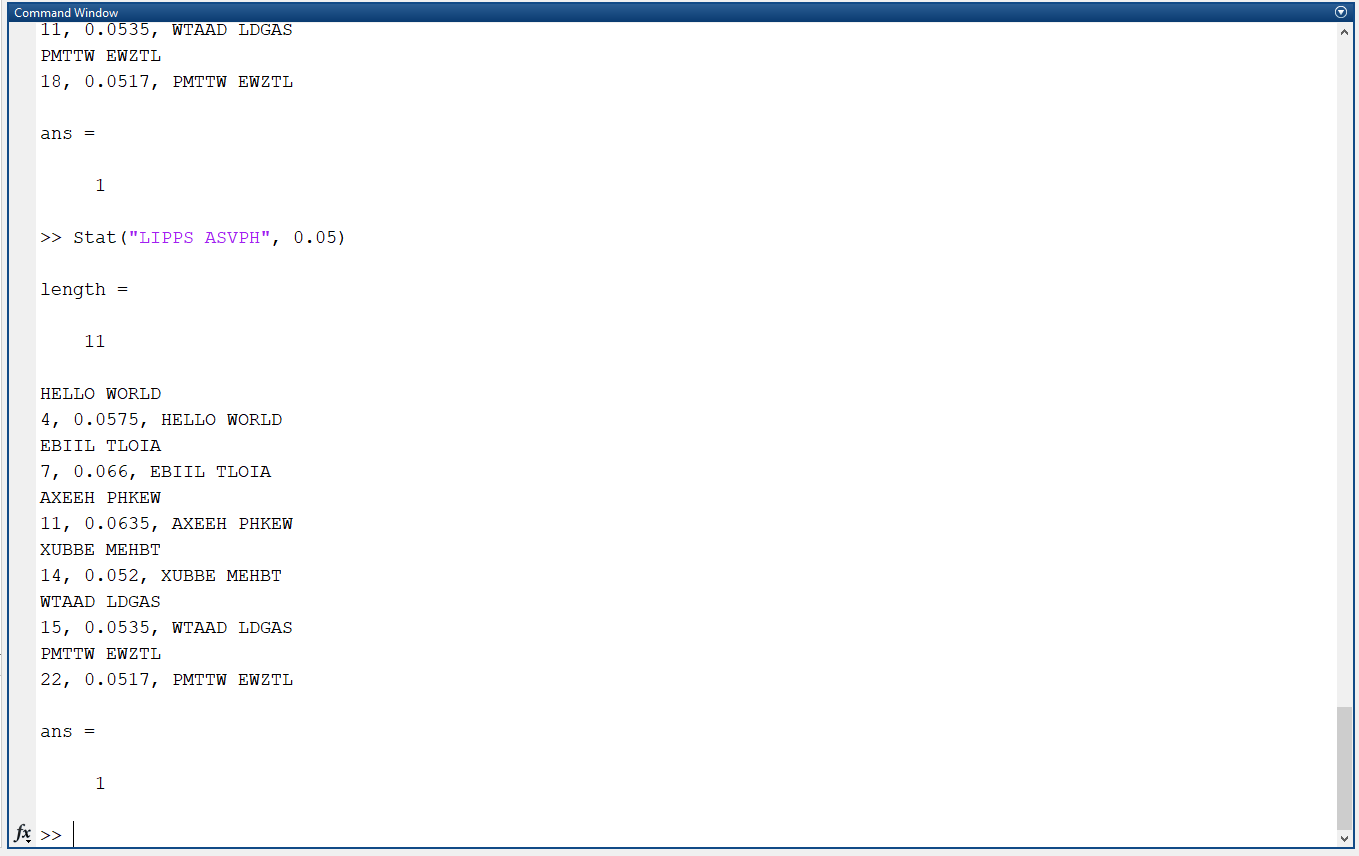 Command Window
11, 0.0535, WTAAD LDGAS
PMTTW EWZTL
18, 0.0517, PMTTW EWZTL
ans =
1
>> Stat("LIPPS ASVPH", 0.05)
length =
11
HELLO WORLD
4, 0.0575, HELLO WORLD
EBIIL TLOIA
7, 0.066, EBIIL TLOIA
AXEEH PHKEW
11, 0.0635, AXEEH PHKEW
XUBBE MEHBT
14, 0.052, XUBBE MEHBT
WTAAD LDGAS
15, 0.0535, WTAAD LDGAS
PMTTW EWZTL
22, 0.0517, PMTTW EWZTL
ans =
1
fx >>